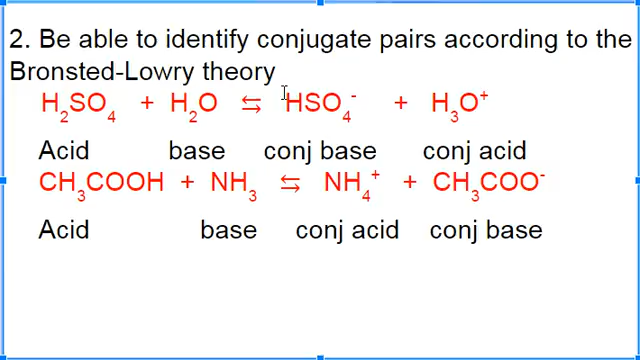 2. Be able to identify conjugate pairs according to the
Bronsted-Lowry theory
H₂SO₄ + H₂O ⇆ HSO₄⁻ + H₃O⁺
Acid base conj base conj acid
CH₃COOH + NH₃ ⇆ NH₄⁺ + CH₃COO⁻
Acid base conj acid conj base